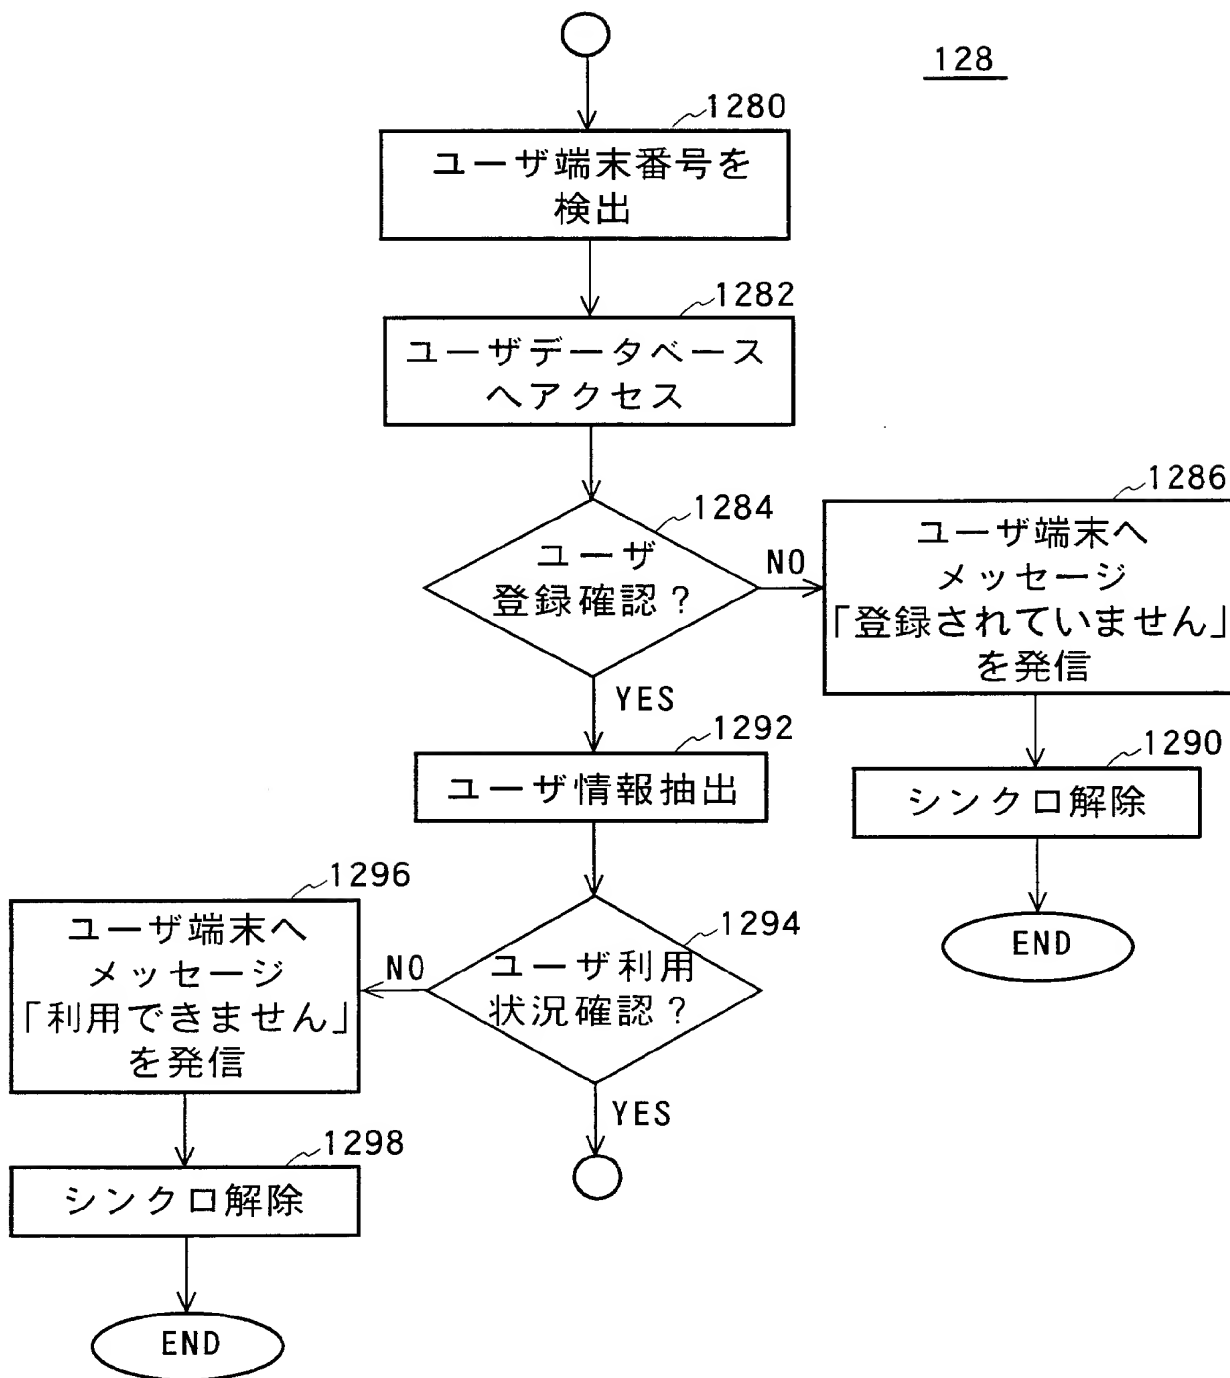 128
1280
ユーザ端末番号を
検出
1282
ユーザデータベース
へアクセス
1284
ユーザ
登録確認？
NO
1286
ユーザ端末へ
メッセージ
「登録されていません」
を発信
YES
1290
シンクロ解除
END
1292
ユーザ情報抽出
1294
ユーザ利用
状況確認？
NO
1296
ユーザ端末へ
メッセージ
「利用できません」
を発信
YES
1298
シンクロ解除
END